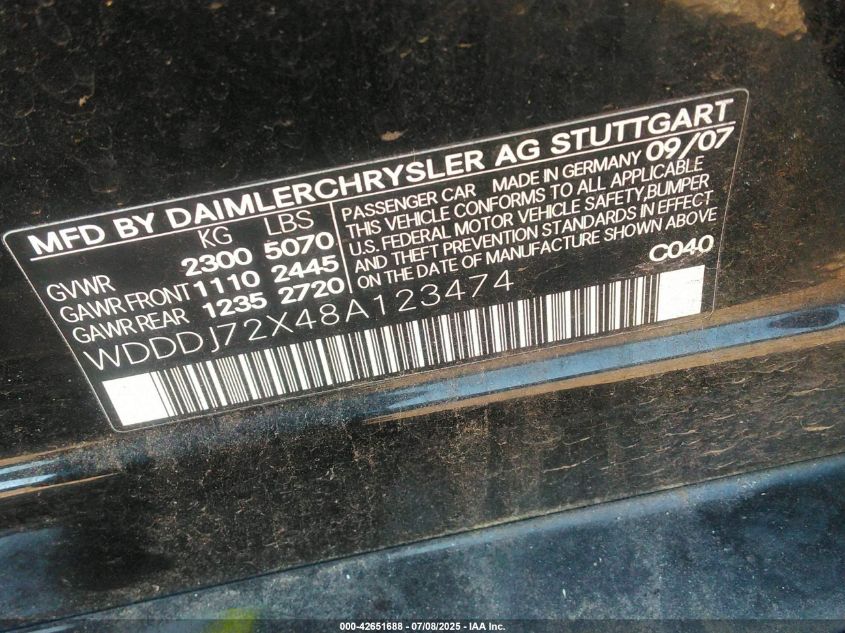 MFD BY DAIMLERCHRYSLER AG STUTTGART
KG LBS
GVWR 2300 5070
GAWR FRONT 1110 2445
GAWR REAR 1235 2720
PASSENGER CAR MADE IN GERMANY 09/07
THIS VEHICLE CONFORMS TO ALL APPLICABLE
U.S. FEDERAL MOTOR VEHICLE SAFETY, BUMPER
AND THEFT PREVENTION STANDARDS IN EFFECT
ON THE DATE OF MANUFACTURE SHOWN ABOVE
C040
WDDDJ72X48A123474
000-42651688 - 07/08/2025 - IAA Inc.